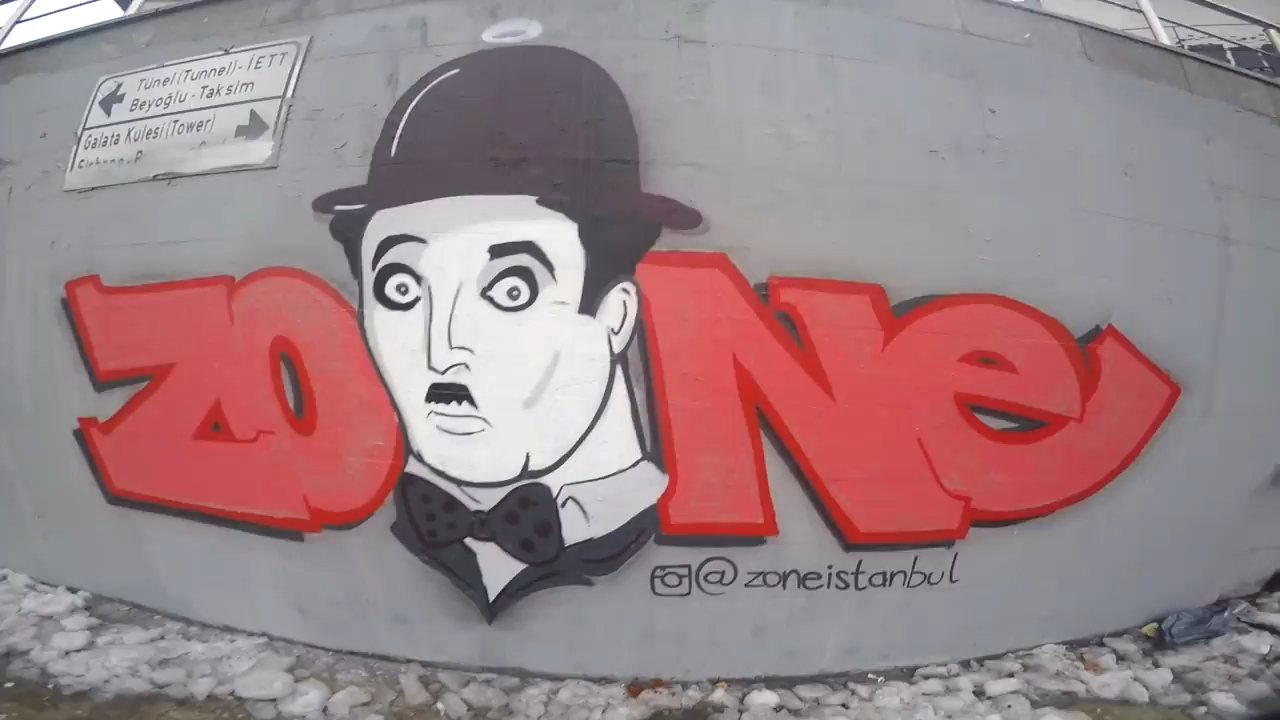 Tünel(Tunnel)-İETT
Beyoğlu-Taksim
Galata Kulesi(Tower)
ZONe
@zoneistanbul